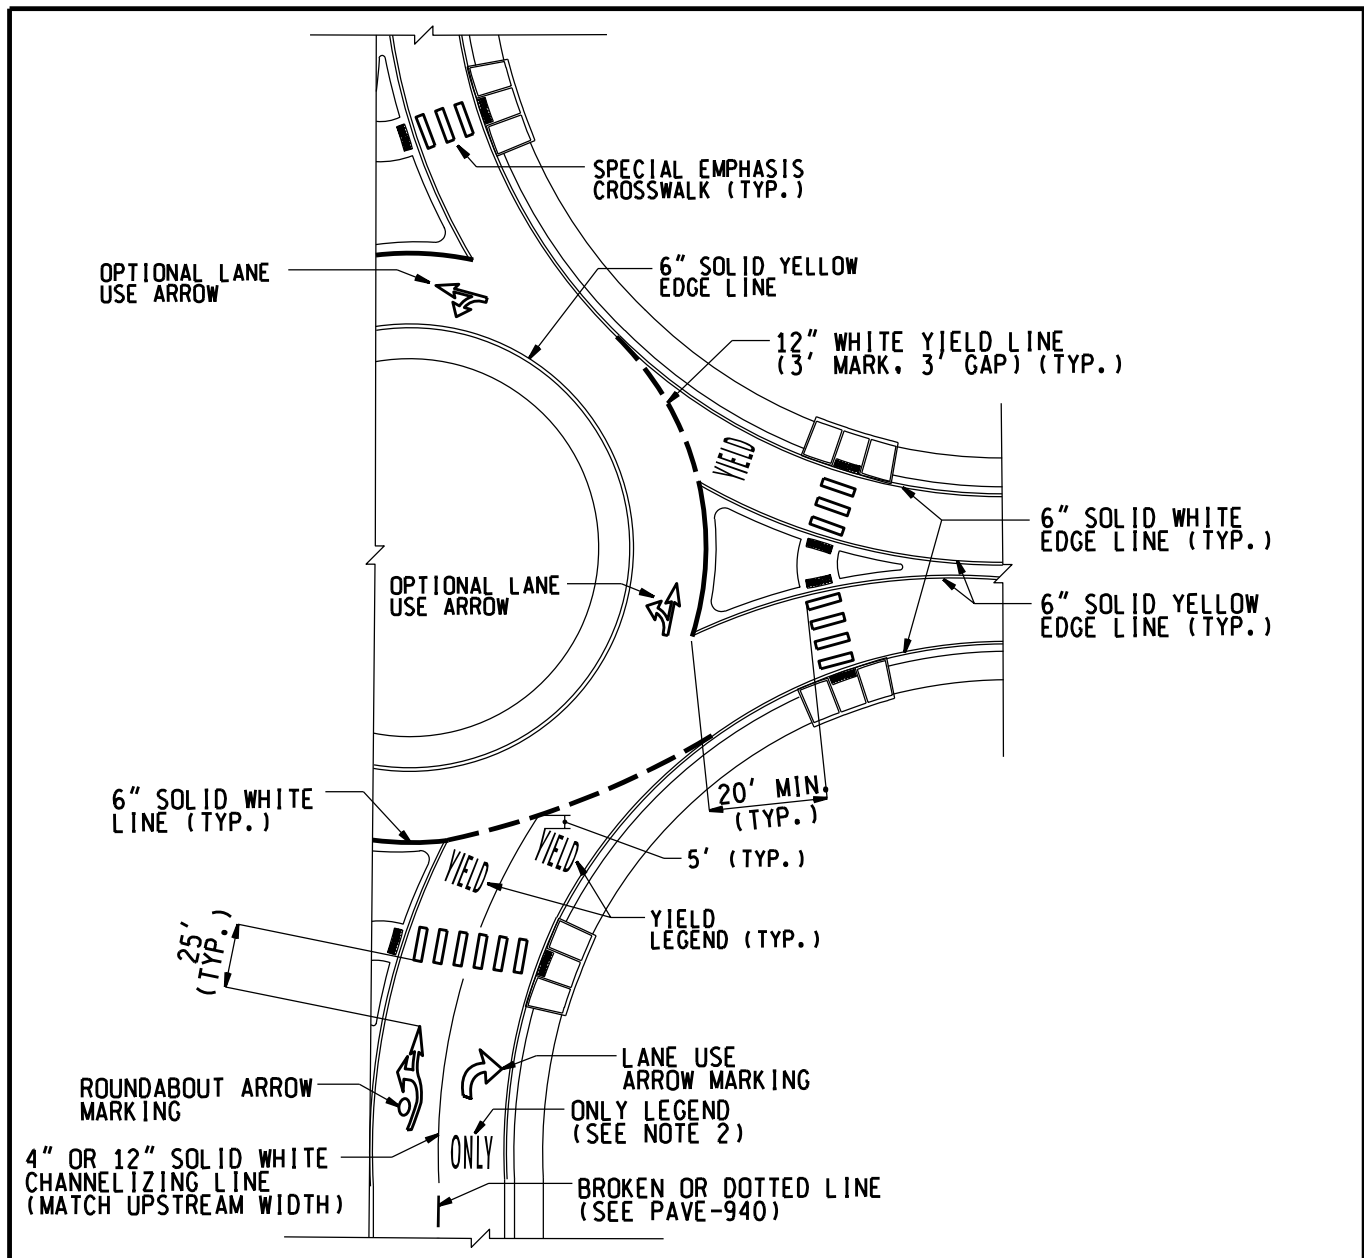 SPECIAL EMPHASIS
CROSSWALK (TYP.)
OPTIONAL LANE
USE ARROW
6" SOLID YELLOW
EDGE LINE
12" WHITE YIELD LINE
(3' MARK, 3' GAP) (TYP.)
YIELD
6" SOLID WHITE
EDGE LINE (TYP.)
OPTIONAL LANE
USE ARROW
6" SOLID YELLOW
EDGE LINE (TYP.)
20' MIN.
(TYP.)
6" SOLID WHITE
LINE (TYP.)
YIELD
YIELD
5' (TYP.)
YIELD
LEGEND (TYP.)
25'
(TYP.)
LANE USE
ARROW MARKING
ROUNDABOUT ARROW
MARKING
ONLY LEGEND
(SEE NOTE 2)
ONLY
4" OR 12" SOLID WHITE
CHANNELIZING LINE
(MATCH UPSTREAM WIDTH)
BROKEN OR DOTTED LINE
(SEE PAVE-940)